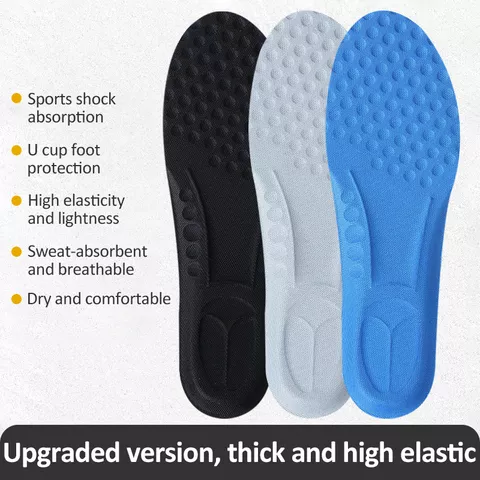 Sports shock
absorption
U cup foot
protection
High elasticity
and lightness
Sweat-absorbent
and breathable
Dry and comfortable
Upgraded version, thick and high elastic